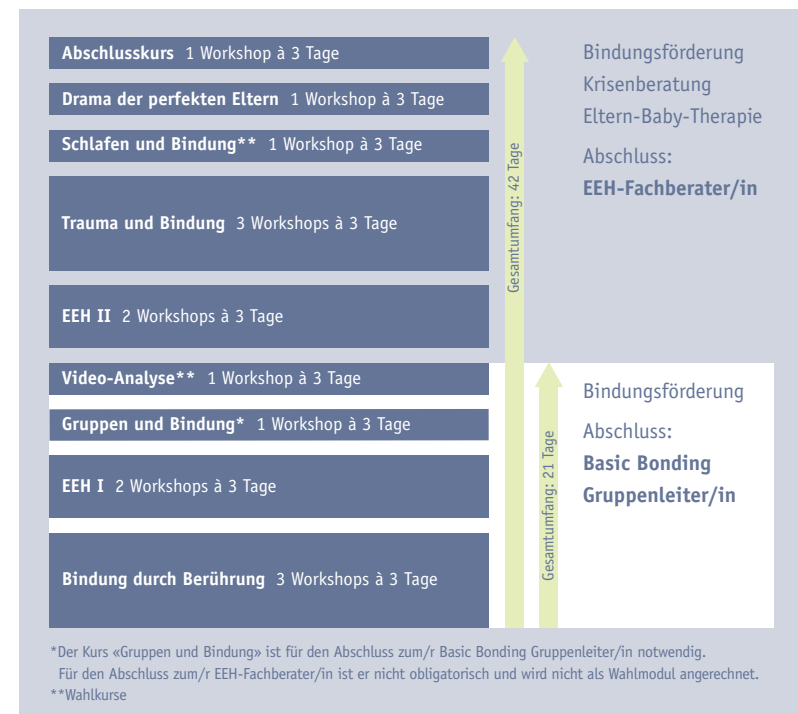 Abschlusskurs 1 Workshop à 3 Tage
Drama der perfekten Eltern 1 Workshop à 3 Tage
Schlafen und Bindung** 1 Workshop à 3 Tage
Trauma und Bindung 3 Workshops à 3 Tage
EEH II 2 Workshops à 3 Tage
Video-Analyse** 1 Workshop à 3 Tage
Gruppen und Bindung* 1 Workshop à 3 Tage
EEH I 2 Workshops à 3 Tage
Bindung durch Berührung 3 Workshops à 3 Tage
Gesamtumfang: 42 Tage
Gesamtumfang: 21 Tage
Bindungsförderung
Krisenberatung
Eltern-Baby-Therapie
Abschluss:
EEH-Fachberater/in
Bindungsförderung
Abschluss:
Basic Bonding
Gruppenleiter/in
*Der Kurs «Gruppen und Bindung» ist für den Abschluss zum/r Basic Bonding Gruppenleiter/in notwendig.
Für den Abschluss zum/r EEH-Fachberater/in ist er nicht obligatorisch und wird nicht als Wahlmodul angerechnet.
**Wahlkurse